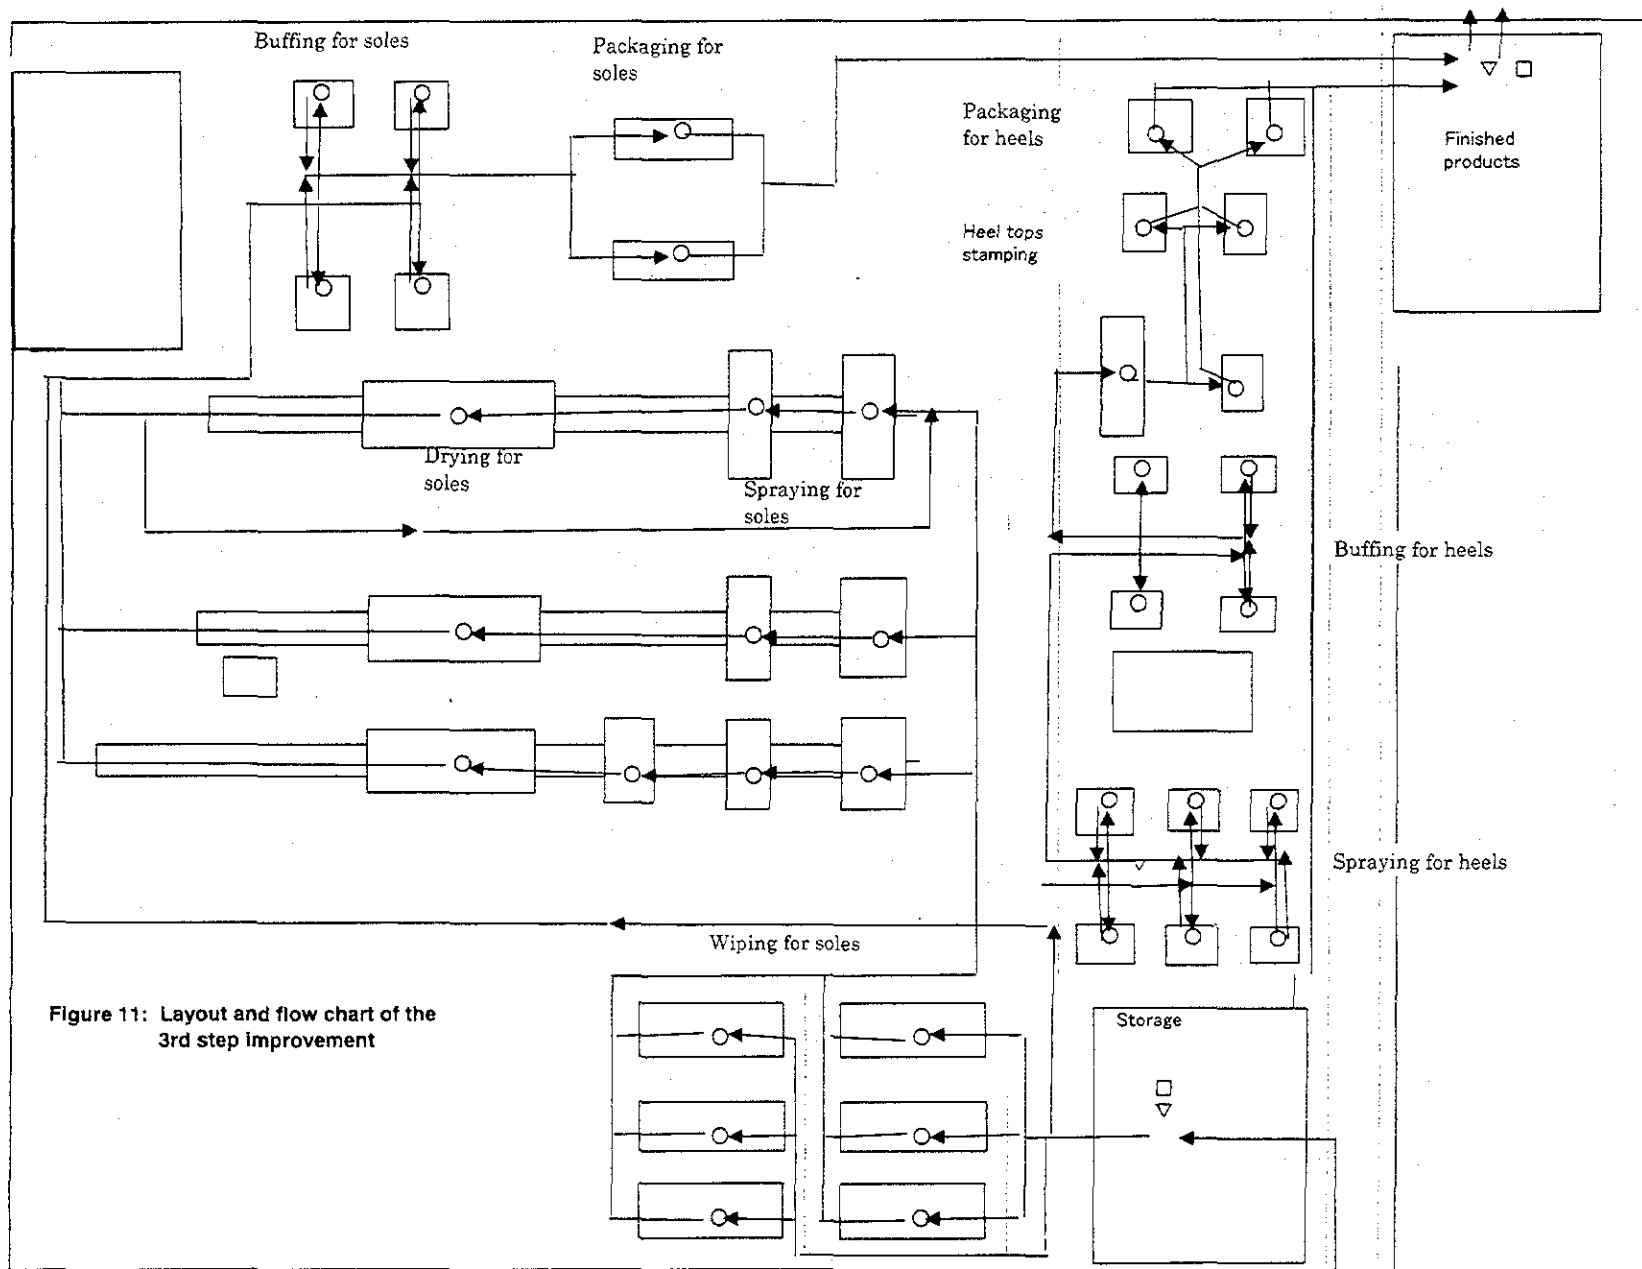 Buffing for soles
Packaging for
soles
Packaging
for heels
Finished
products
Heel tops
stamping
Drying for
soles
Spraying for
soles
Buffing for heels
Spraying for heels
Wiping for soles
Figure 11: Layout and flow chart of the
3rd step improvement
Storage